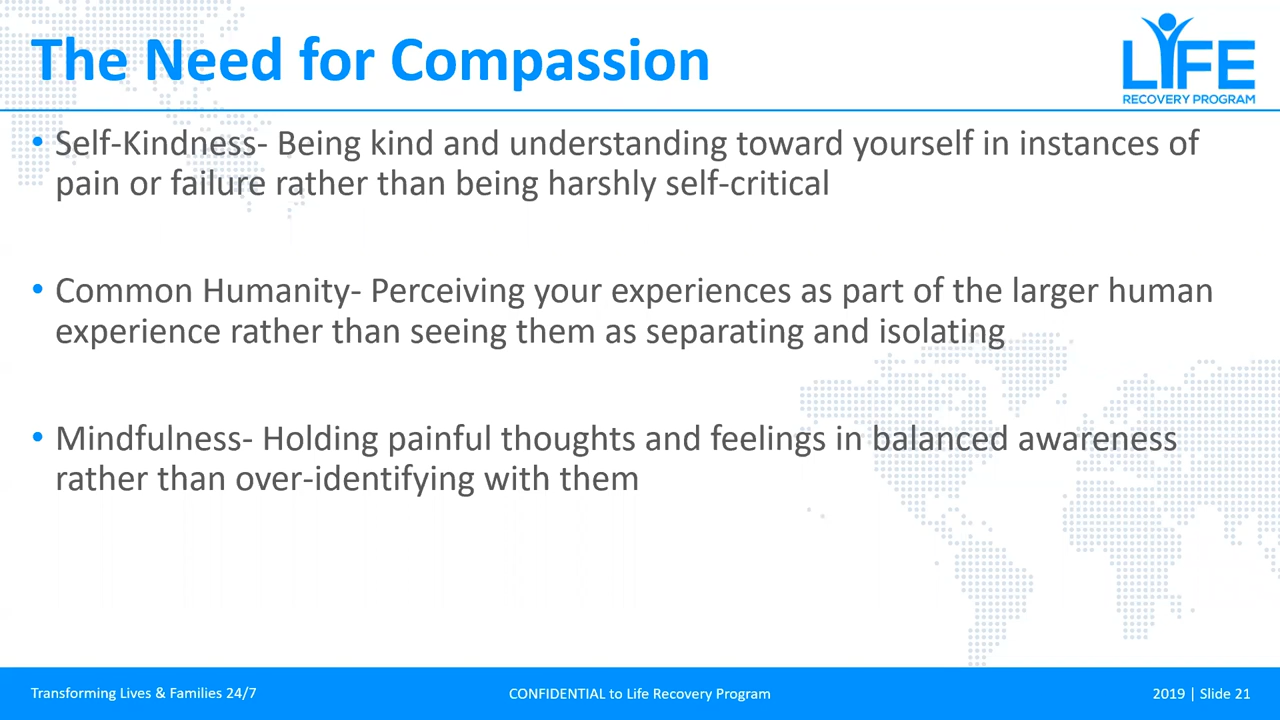 The Need for Compassion
LIFE
RECOVERY PROGRAM
• Self-Kindness- Being kind and understanding toward yourself in instances of
pain or failure rather than being harshly self-critical
• Common Humanity- Perceiving your experiences as part of the larger human
experience rather than seeing them as separating and isolating
• Mindfulness- Holding painful thoughts and feelings in balanced awareness
rather than over-identifying with them
Transforming Lives & Families 24/7
CONFIDENTIAL to Life Recovery Program
2019 | Slide 21